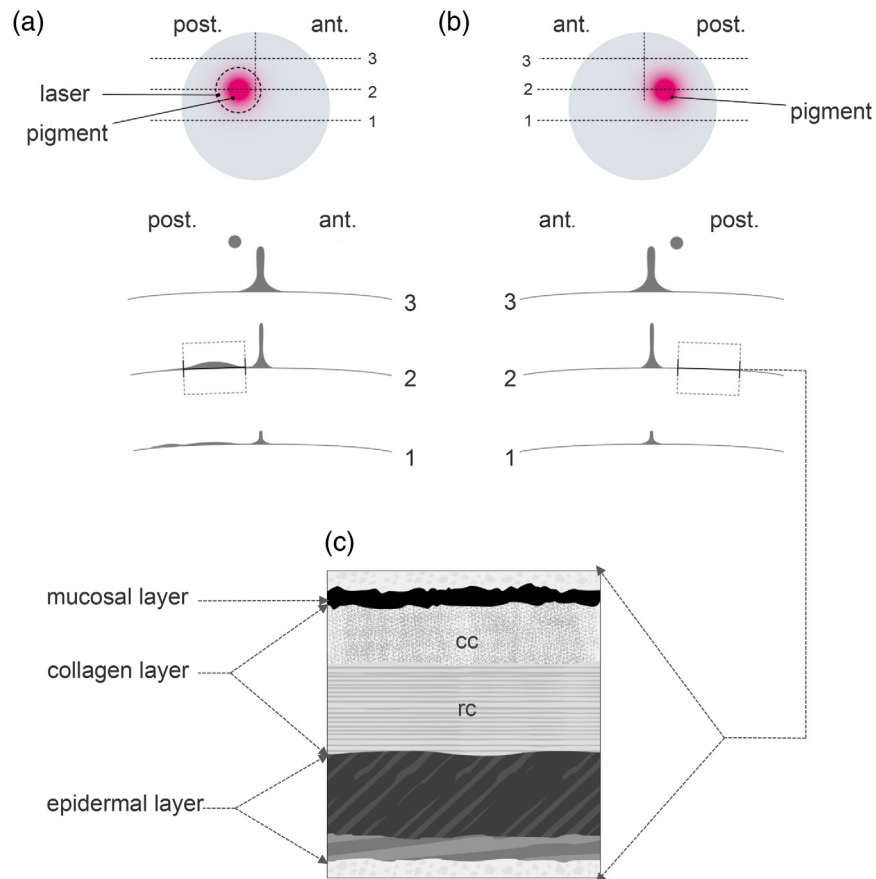 (a)
post.
ant.
3
laser
2
pigment
1
(b)
ant.
post.
3
2
pigment
1
post.
ant.
3
2
1
ant.
post.
3
2
1
(c)
mucosal layer
cc
collagen layer
rc
epidermal layer